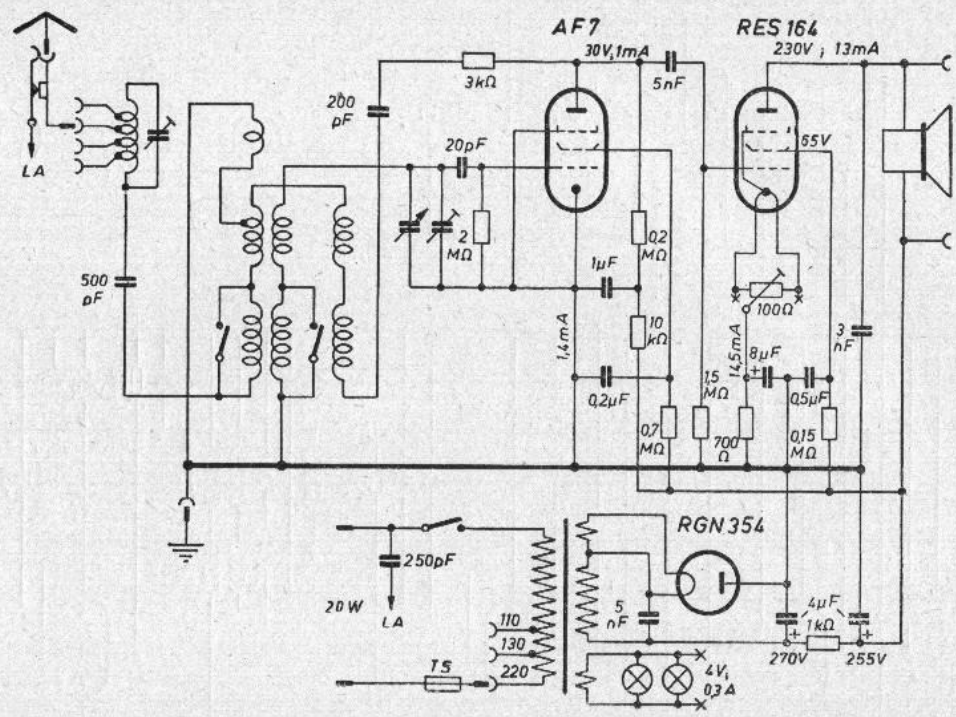 AF7
RES 164
30V, 1mA
230V ; 13mA
3kΩ
5nF
200
pF
20pF
65V
LA
2
MΩ
0,2
MΩ
500
pF
1µF
100Ω
1,4mA
10
kΩ
14,5mA
8µF
+
3
nF
0,2µF
1,5
MΩ
0,5µF
0,7
MΩ
700
Ω
0,15
MΩ
RGN 354
250pF
20W
LA
5
nF
4µF
1kΩ
+
+
110
130
220
270V
255V
TS
4V;
0,3A